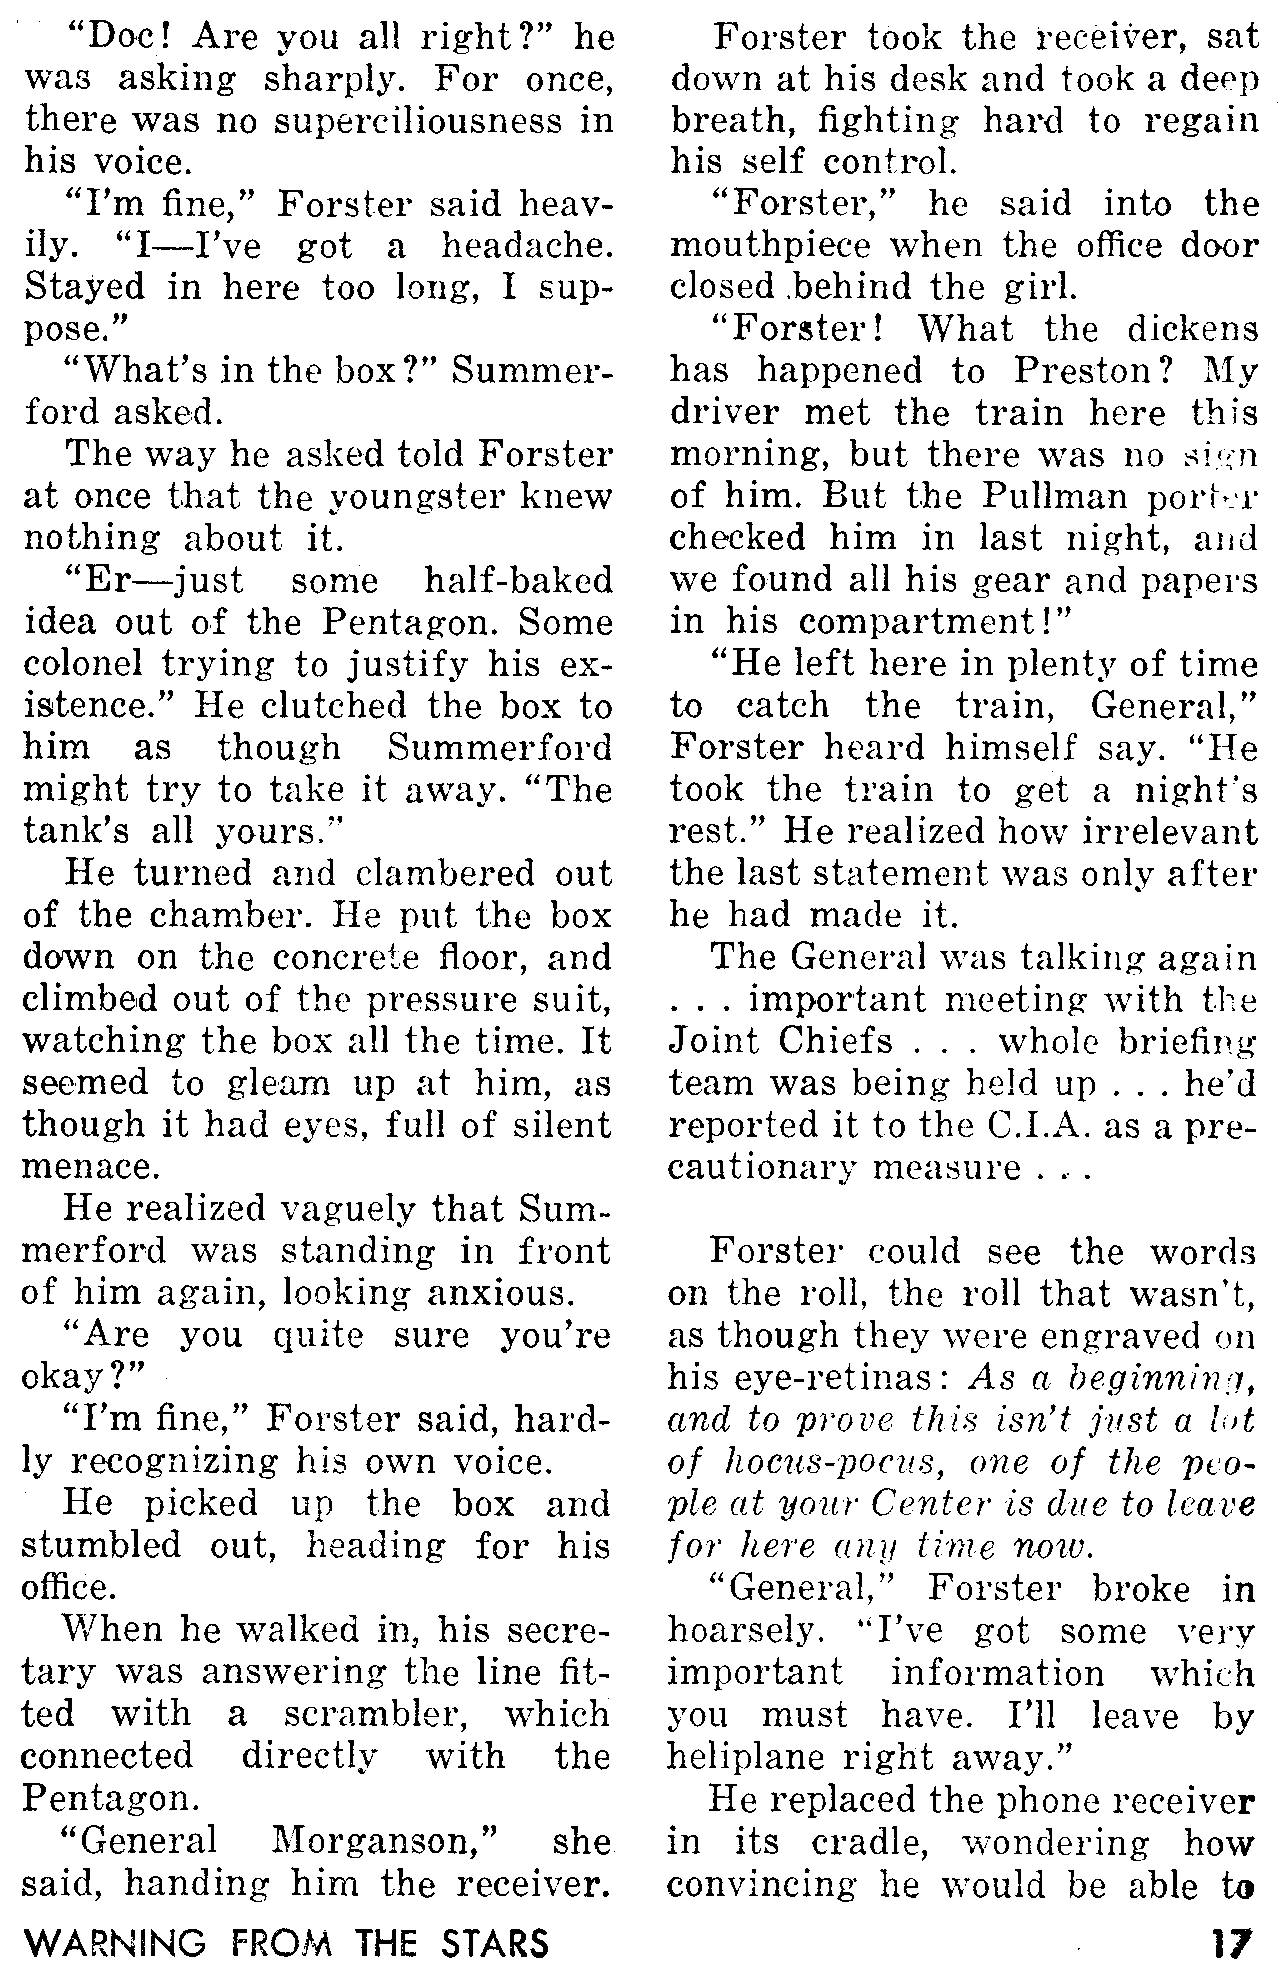 “Doc! Are you all right?” he
was asking sharply. For once,
there was no superciliousness in
his voice.
“I'm fine,” Forster said heav-
ily. “I—I've got a headache.
Stayed in here too long, I sup-
pose.”
“What's in the box?” Summer-
ford asked.
The way he asked told Forster
at once that the youngster knew
nothing about it.
“Er—just some half-baked
idea out of the Pentagon. Some
colonel trying to justify his ex-
istence.” He clutched the box to
him as though Summerford
might try to take it away. “The
tank's all yours.”
He turned and clambered out
of the chamber. He put the box
down on the concrete floor, and
climbed out of the pressure suit,
watching the box all the time. It
seemed to gleam up at him, as
though it had eyes, full of silent
menace.
He realized vaguely that Sum-
merford was standing in front
of him again, looking anxious.
“Are you quite sure you're
okay?”
“I'm fine,” Forster said, hard-
ly recognizing his own voice.
He picked up the box and
stumbled out, heading for his
office.
When he walked in, his secre-
tary was answering the line fit-
ted with a scrambler, which
connected directly with the
Pentagon.
“General Morganson,” she
said, handing him the receiver.
Forster took the receiver, sat
down at his desk and took a deep
breath, fighting hard to regain
his self control.
“Forster,” he said into the
mouthpiece when the office door
closed behind the girl.
“Forster! What the dickens
has happened to Preston? My
driver met the train here this
morning, but there was no sign
of him. But the Pullman porter
checked him in last night, and
we found all his gear and papers
in his compartment!”
“He left here in plenty of time
to catch the train, General,”
Forster heard himself say. “He
took the train to get a night's
rest.” He realized how irrelevant
the last statement was only after
he had made it.
The General was talking again
. . . important meeting with the
Joint Chiefs . . . whole briefing
team was being held up . . . he'd
reported it to the C.I.A. as a pre-
cautionary measure . . .
Forster could see the words
on the roll, the roll that wasn't,
as though they were engraved on
his eye-retinas: As a beginning,
and to prove this isn't just a lot
of hocus-pocus, one of the peo-
ple at your Center is due to leave
for here any time now.
“General,” Forster broke in
hoarsely. “I've got some very
important information which
you must have. I'll leave by
heliplane right away.”
He replaced the phone receiver
in its cradle, wondering how
convincing he would be able to
WARNING FROM THE STARS 17